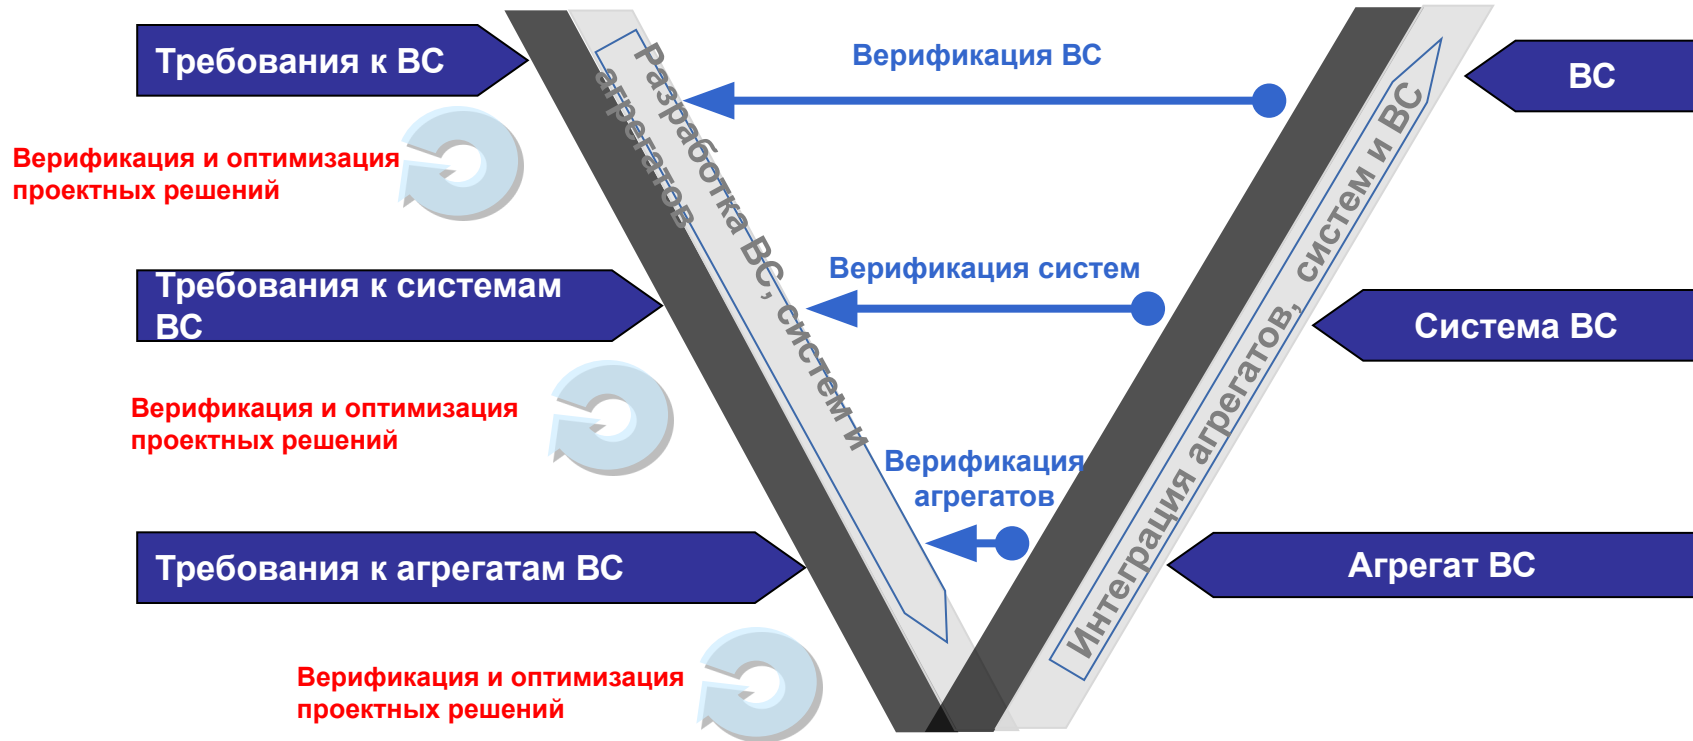 Требования к ВС
Верификация ВС
ВС
Разработка ВС, систем и
агрегатов
Интеграция агрегатов, систем и ВС
Верификация и оптимизация
проектных решений
Требования к системам
ВС
Верификация систем
Система ВС
Верификация и оптимизация
проектных решений
Верификация
агрегатов
Требования к агрегатам ВС
Агрегат ВС
Верификация и оптимизация
проектных решений